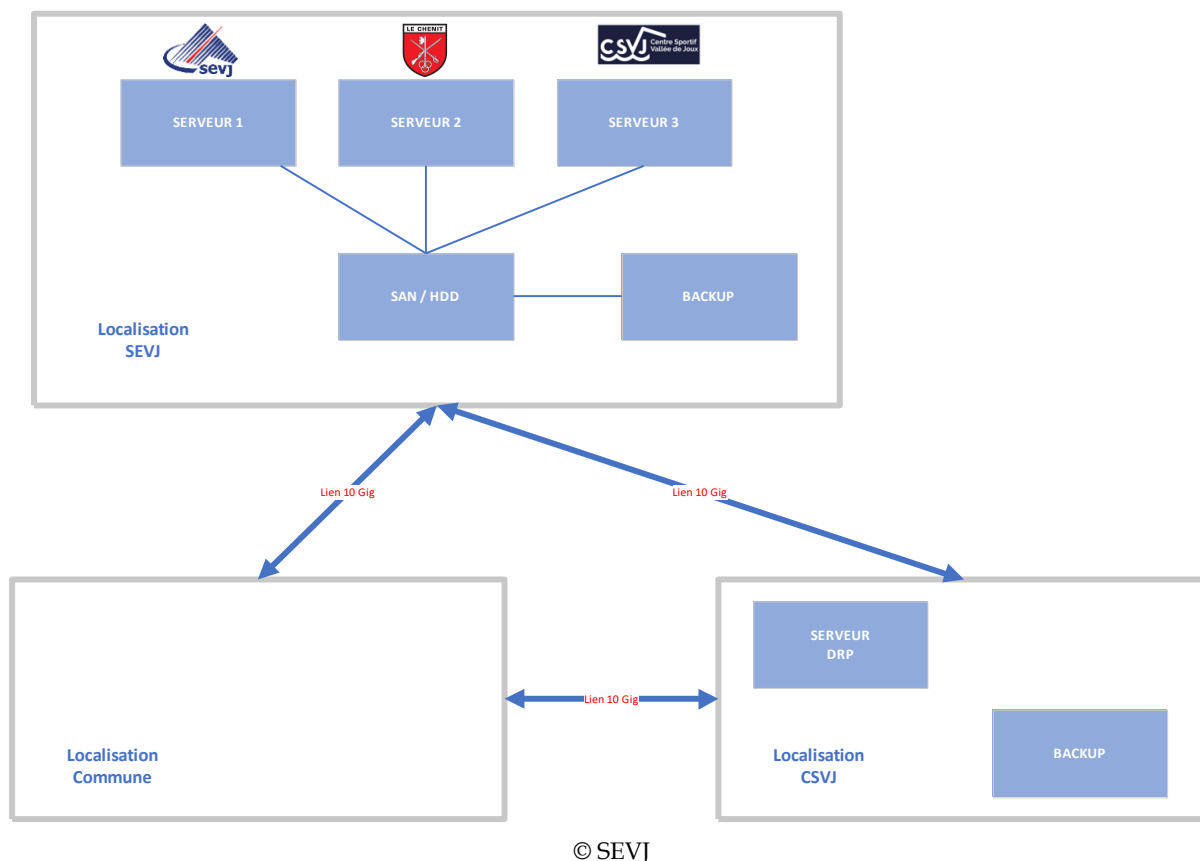 sevj
LE CHENIT
CSVJ
Centre Sportif
Vallée de Joux
SERVEUR 1
SERVEUR 2
SERVEUR 3
SAN / HDD
BACKUP
Localisation
SEVJ
Lien 10 Gig
Lien 10 Gig
SERVEUR
DRP
Lien 10 Gig
Localisation
Commune
Localisation
CSVJ
BACKUP
© SEVJ